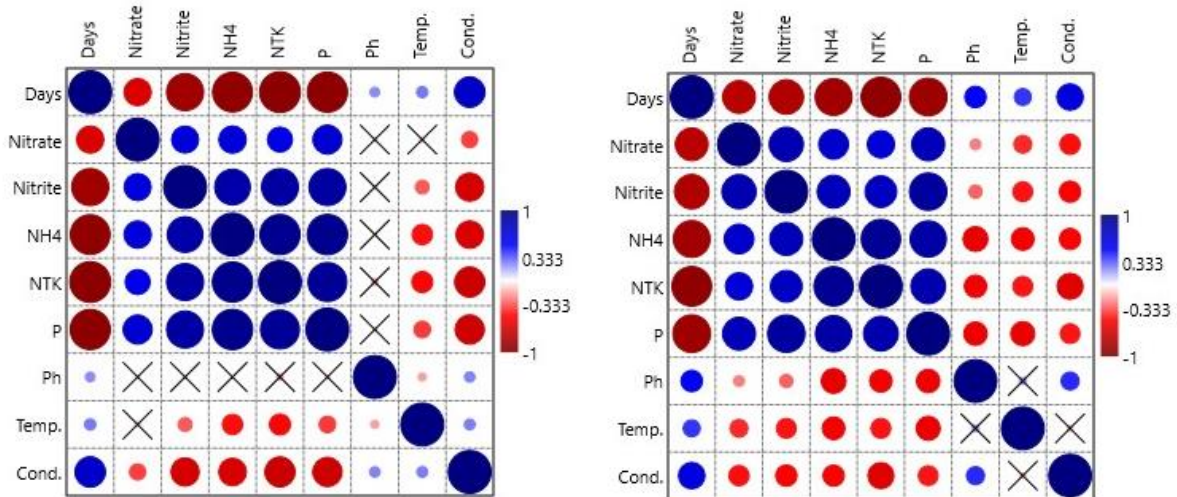 Days Nitrate Nitrite NH4 NTK P Ph Temp. Cond.
Days
Nitrate
Nitrite
NH4
NTK
P
Ph
Temp.
Cond.
1
0.333
-0.333
-1
Days Nitrate Nitrite NH4 NTK P Ph Temp. Cond.
Days
Nitrate
Nitrite
NH4
NTK
P
Ph
Temp.
Cond.
1
0.333
-0.333
-1